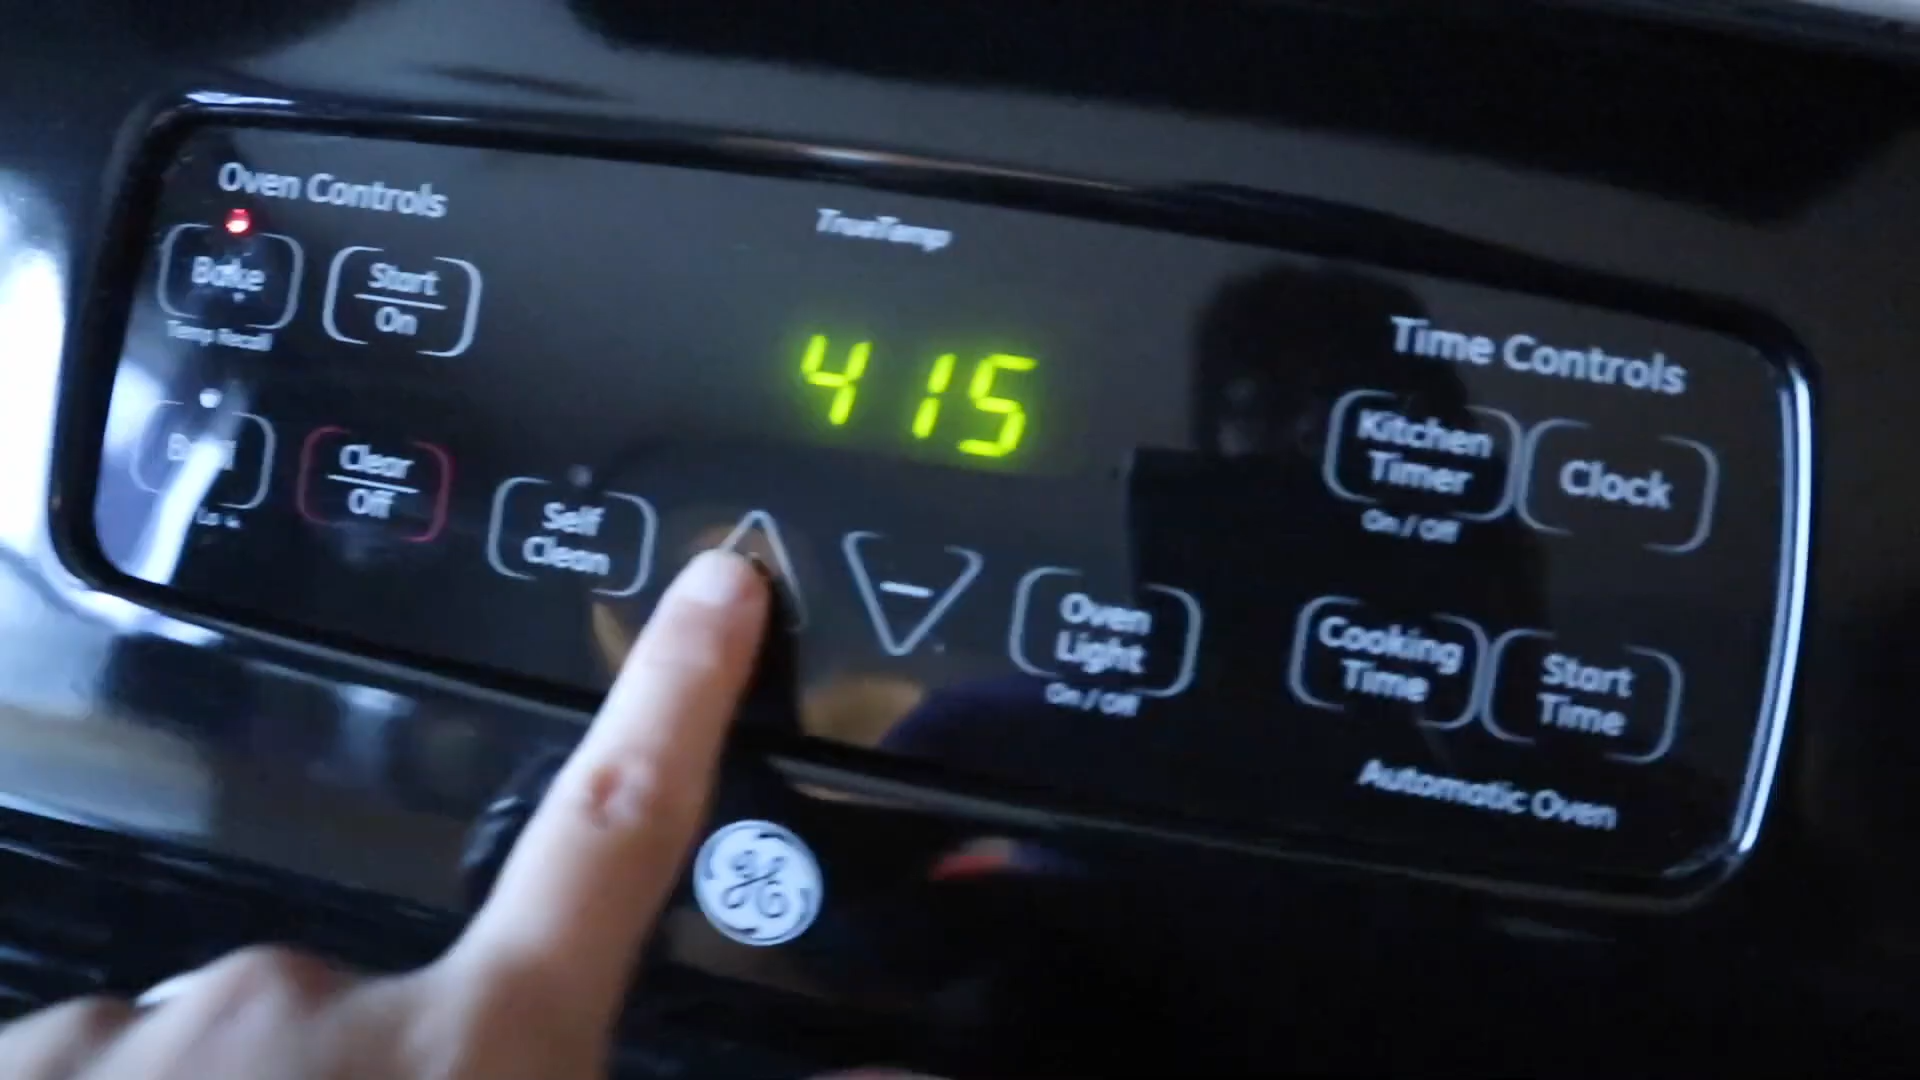 Oven Controls
TrueTemp
Bake
Temp Recall
Start
On
415
Time Controls
Kitchen
Timer
On / Off
Clock
Clear
Off
Self
Clean
Oven
Light
On / Off
Cooking
Time
Start
Time
Automatic Oven